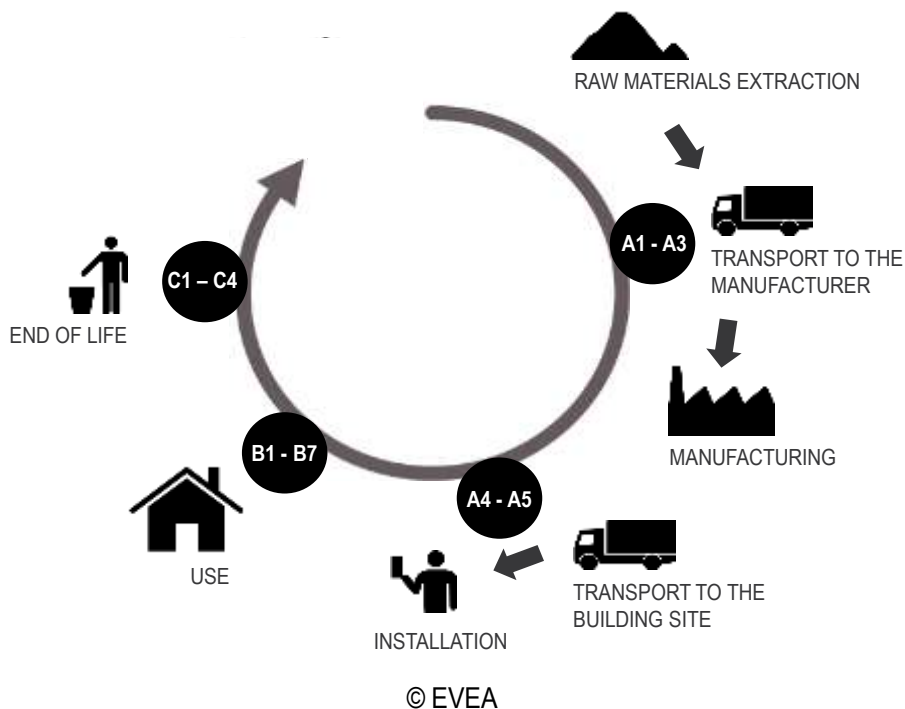 RAW MATERIALS EXTRACTION
A1 - A3
TRANSPORT TO THE
MANUFACTURER
C1 – C4
END OF LIFE
MANUFACTURING
B1 - B7
A4 - A5
USE
TRANSPORT TO THE
BUILDING SITE
INSTALLATION
© EVEA